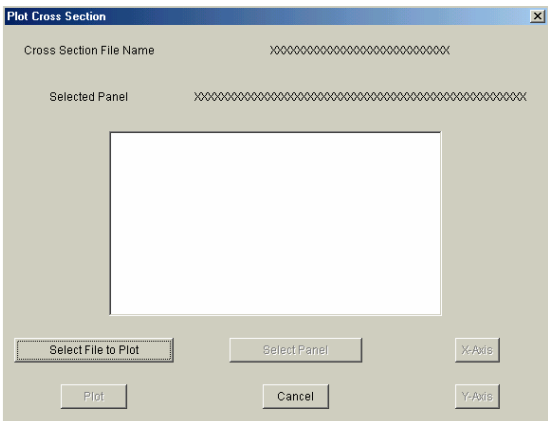 Plot Cross Section
Cross Section File Name XXXXXXXXXXXXXXXXXXXXXXXXXXX
Selected Panel XXXXXXXXXXXXXXXXXXXXXXXXXXXXXXXXXXXXXXXXXXXXXXXXXX
Select File to Plot Select Panel X-Axis
Plot Cancel Y-Axis